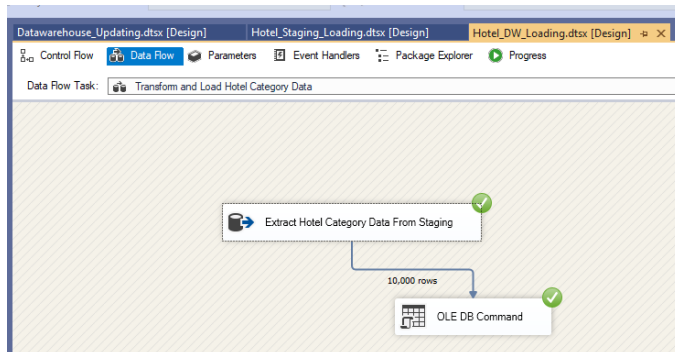 Datawarehouse_Updating.dtsx [Design] Hotel_Staging_Loading.dtsx [Design] Hotel_DW_Loading.dtsx [Design]
Control Flow Data Flow Parameters Event Handlers Package Explorer Progress
Data Flow Task: Transform and Load Hotel Category Data
Extract Hotel Category Data From Staging
10,000 rows
OLE DB Command